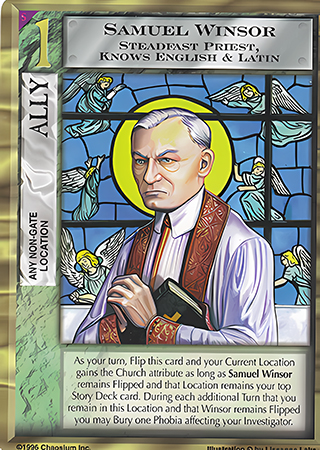 1
SAMUEL WINSOR
STEADFAST PRIEST,
KNOWS ENGLISH & LATIN
ALLY
ANY NON-GATE
LOCATION
As your turn, Flip this card and your Current Location
gains the Church attribute as long as Samuel Winsor
remains Flipped and that Location remains your top
Story Deck card. During each additional Turn that you
remain in this Location and that Winsor remains Flipped
you may Bury one Phobia affecting your Investigator.
©1996 Chaosium Inc.
Illustration © by